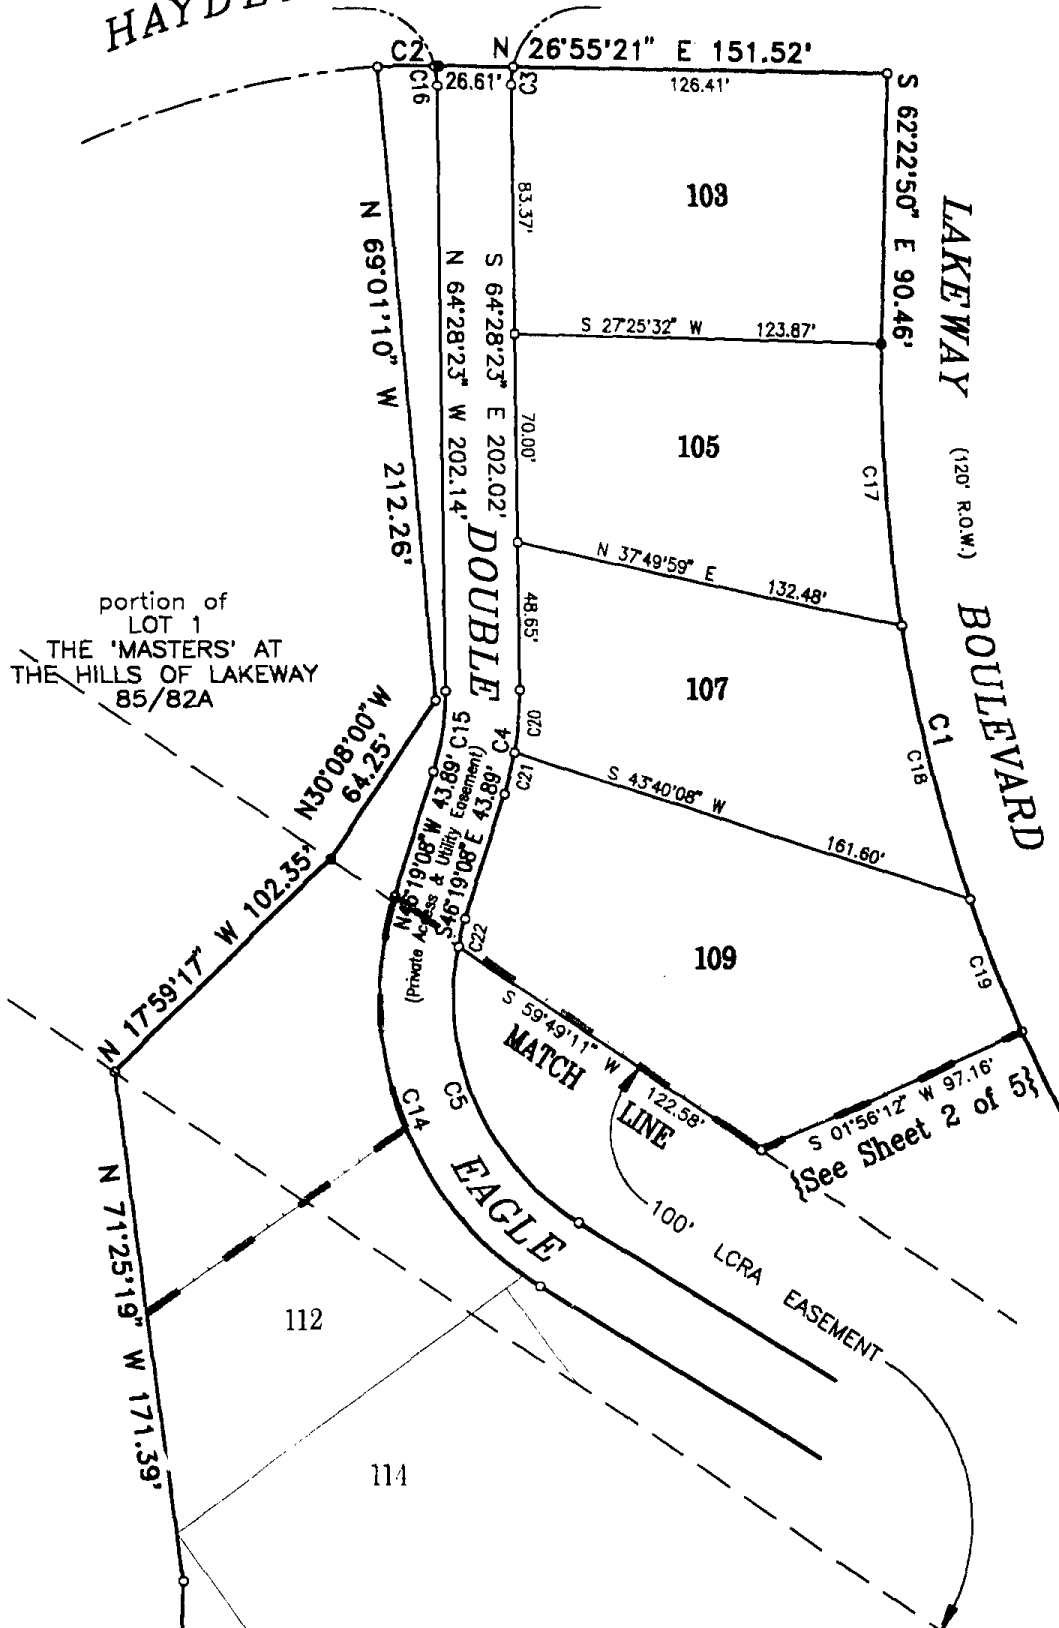 HAYDE
C2
N 26°55'21" E 151.52'
C16
26.61'
C3
126.41'
S 62°22'50" E 90.46'
LAKEWAY
(120' R.O.W.)
BOULEVARD
103
83.37'
N 69°01'10" W 212.26'
N 64°28'23" W 202.14'
S 64°28'23" E 202.02'
S 27°25'32" W 123.87'
70.00'
105
C17
N 37°49'59" E 132.48'
DOUBLE
48.65'
portion of
LOT 1
THE 'MASTERS' AT
THE HILLS OF LAKEWAY
85/82A
107
C1
C18
C20
C4
C15
C21
N30°08'00"W
64.25'
S 43°40'08" W 161.60'
N46°19'08"W 43.89'
(Private Access & Utility Easement)
S46°19'08"E 43.89'
C22
N 17°59'17" W 102.35'
109
C19
S 59°49'11" W 122.58'
MATCH
LINE
S 01°56'12" W 97.16'
{See Sheet 2 of 5}
C5
C14
EAGLE
100' LCRA EASEMENT
N 71°25'19" W 171.39'
112
114